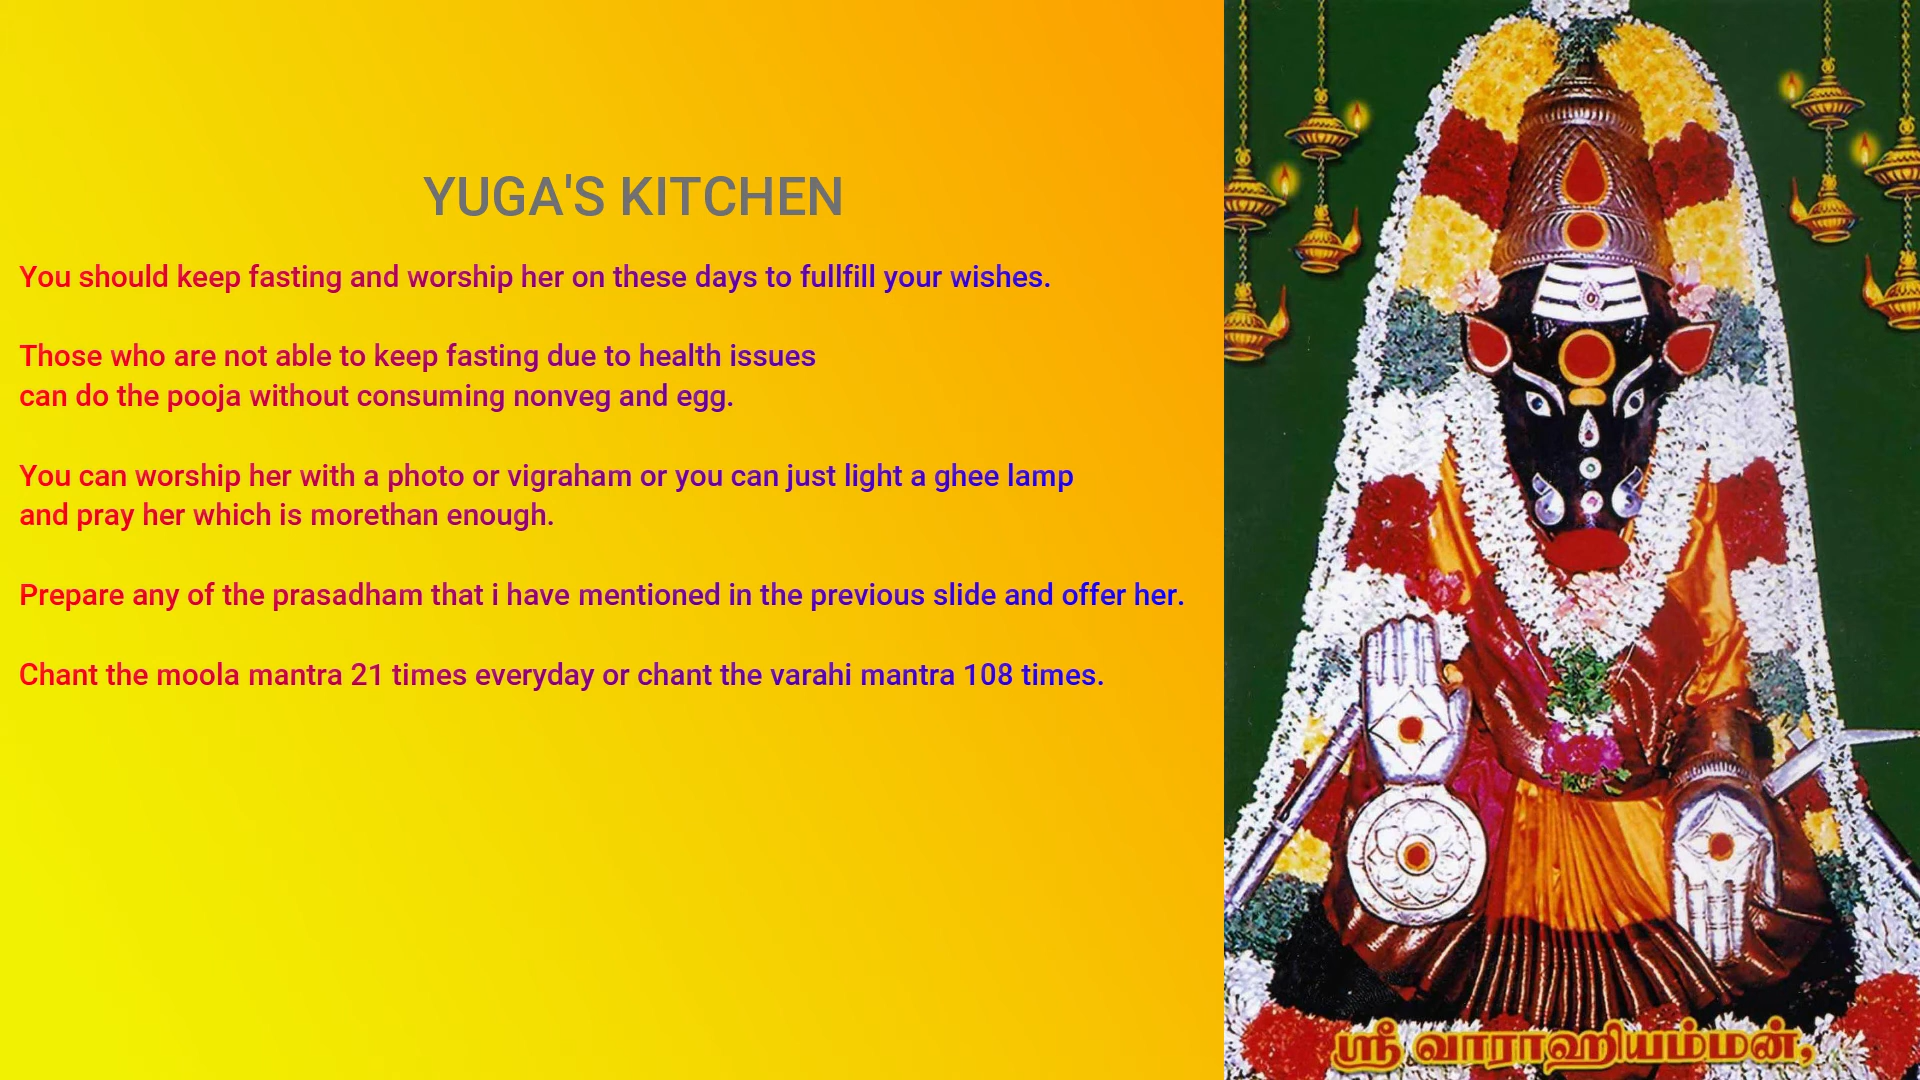 YUGA'S KITCHEN
You should keep fasting and worship her on these days to fullfill your wishes.
Those who are not able to keep fasting due to health issues
can do the pooja without consuming nonveg and egg.
You can worship her with a photo or vigraham or you can just light a ghee lamp
and pray her which is morethan enough.
Prepare any of the prasadham that i have mentioned in the previous slide and offer her.
Chant the moola mantra 21 times everyday or chant the varahi mantra 108 times.
ஸ்ரீ வாராஹியம்மன்,